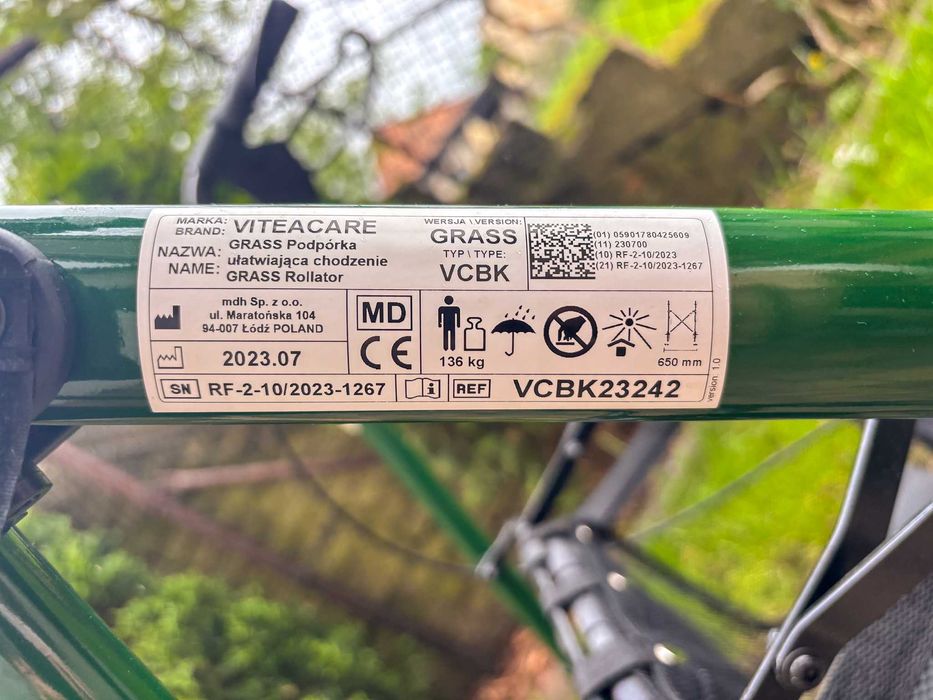 MARKA: VITEACARE
BRAND:
NAZWA: GRASS Podpórka
ułatwiająca chodzenie
NAME: GRASS Rollator
WERSJA \ VERSION:
GRASS
TYP \ TYPE:
VCBK
(01) 05901780425609
(11) 230700
(10) RF-2-10/2023
(21) RF-2-10/2023-1267
mdh Sp. z o.o.
ul. Maratońska 104
94-007 Łódź POLAND
MD
CE
136 kg
650 mm
2023.07
SN RF-2-10/2023-1267
REF VCBK23242
version: 1.0